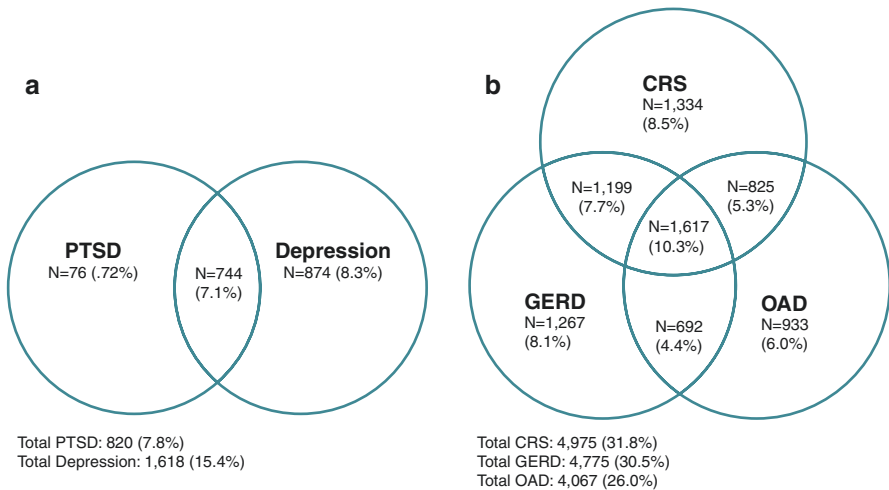 a
PTSD
N=76 (.72%)
N=744
(7.1%)
Depression
N=874 (8.3%)
Total PTSD: 820 (7.8%)
Total Depression: 1,618 (15.4%)
b
CRS
N=1,334
(8.5%)
N=1,199
(7.7%)
N=825
(5.3%)
N=1,617
(10.3%)
GERD
N=1,267
(8.1%)
N=692
(4.4%)
OAD
N=933
(6.0%)
Total CRS: 4,975 (31.8%)
Total GERD: 4,775 (30.5%)
Total OAD: 4,067 (26.0%)